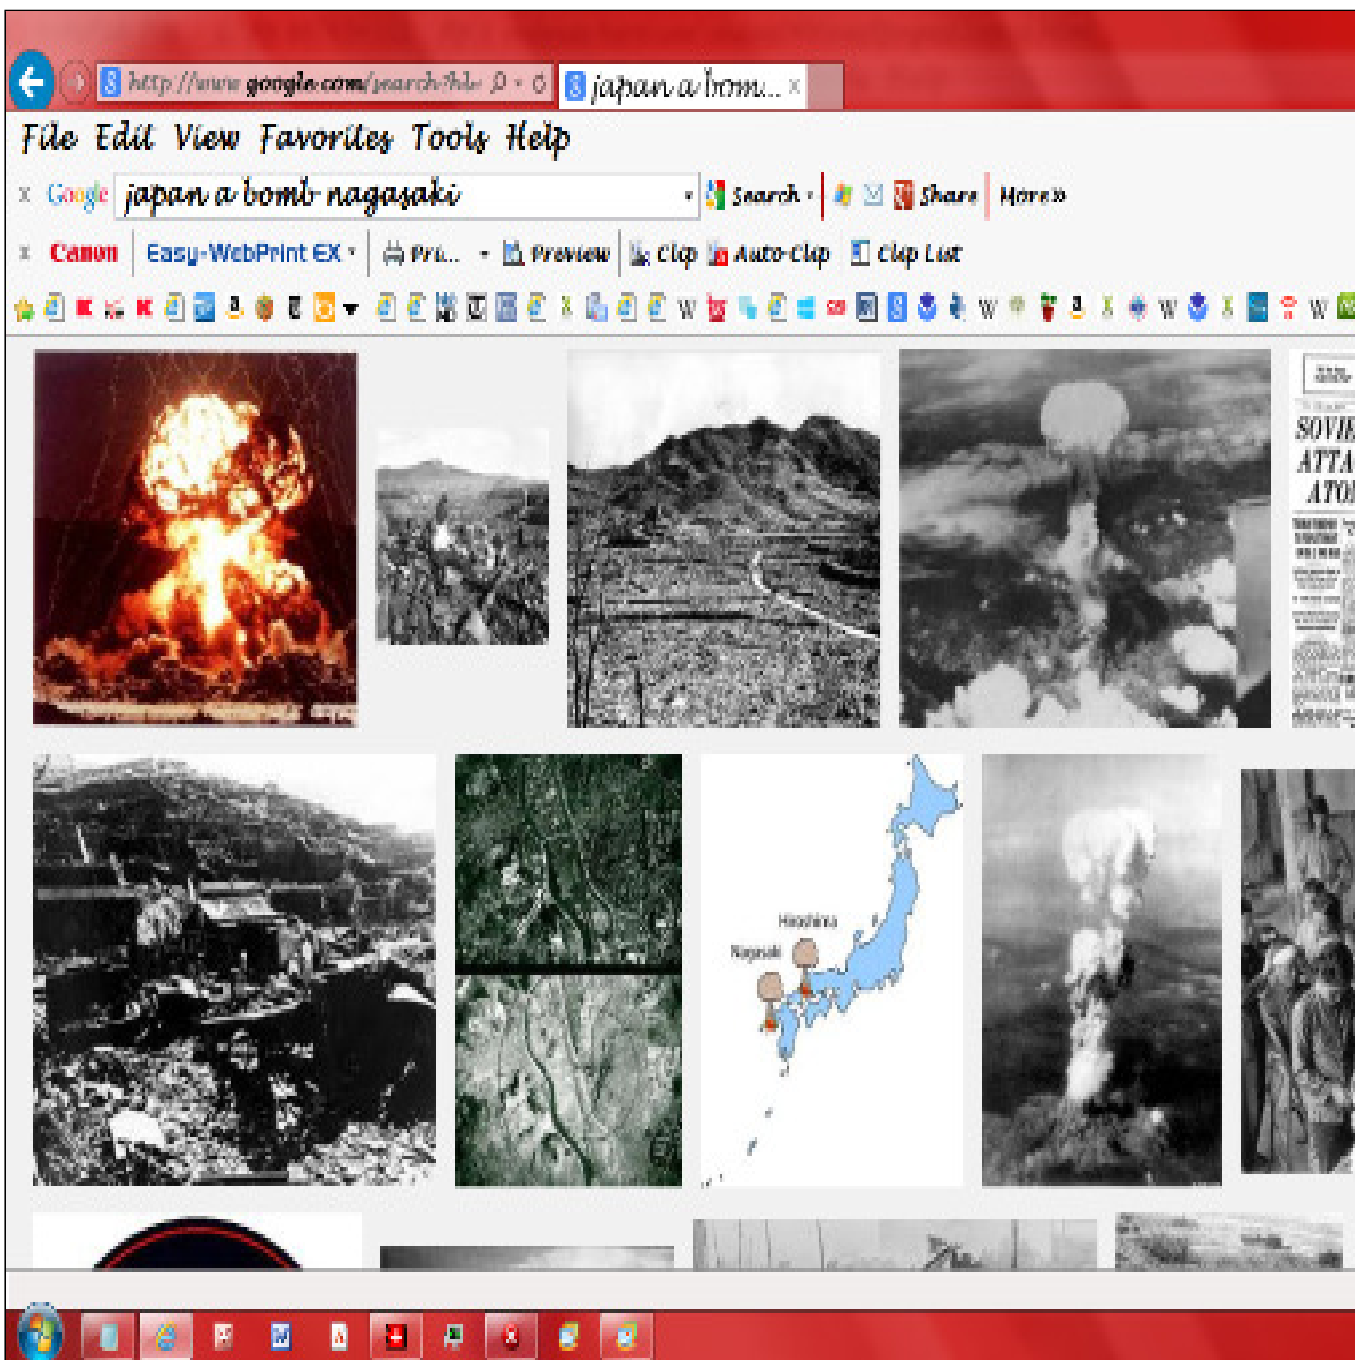 http://www.google.com/search?hl=
japan a bom...
File Edit View Favorites Tools Help
x Google japan a bomb nagasaki Search Share More»
x Canon Easy-WebPrint EX Pri... Preview Clip Auto-Clip Clip List
SOVIE
ATTA
ATO
Hiroshima
Nagasaki